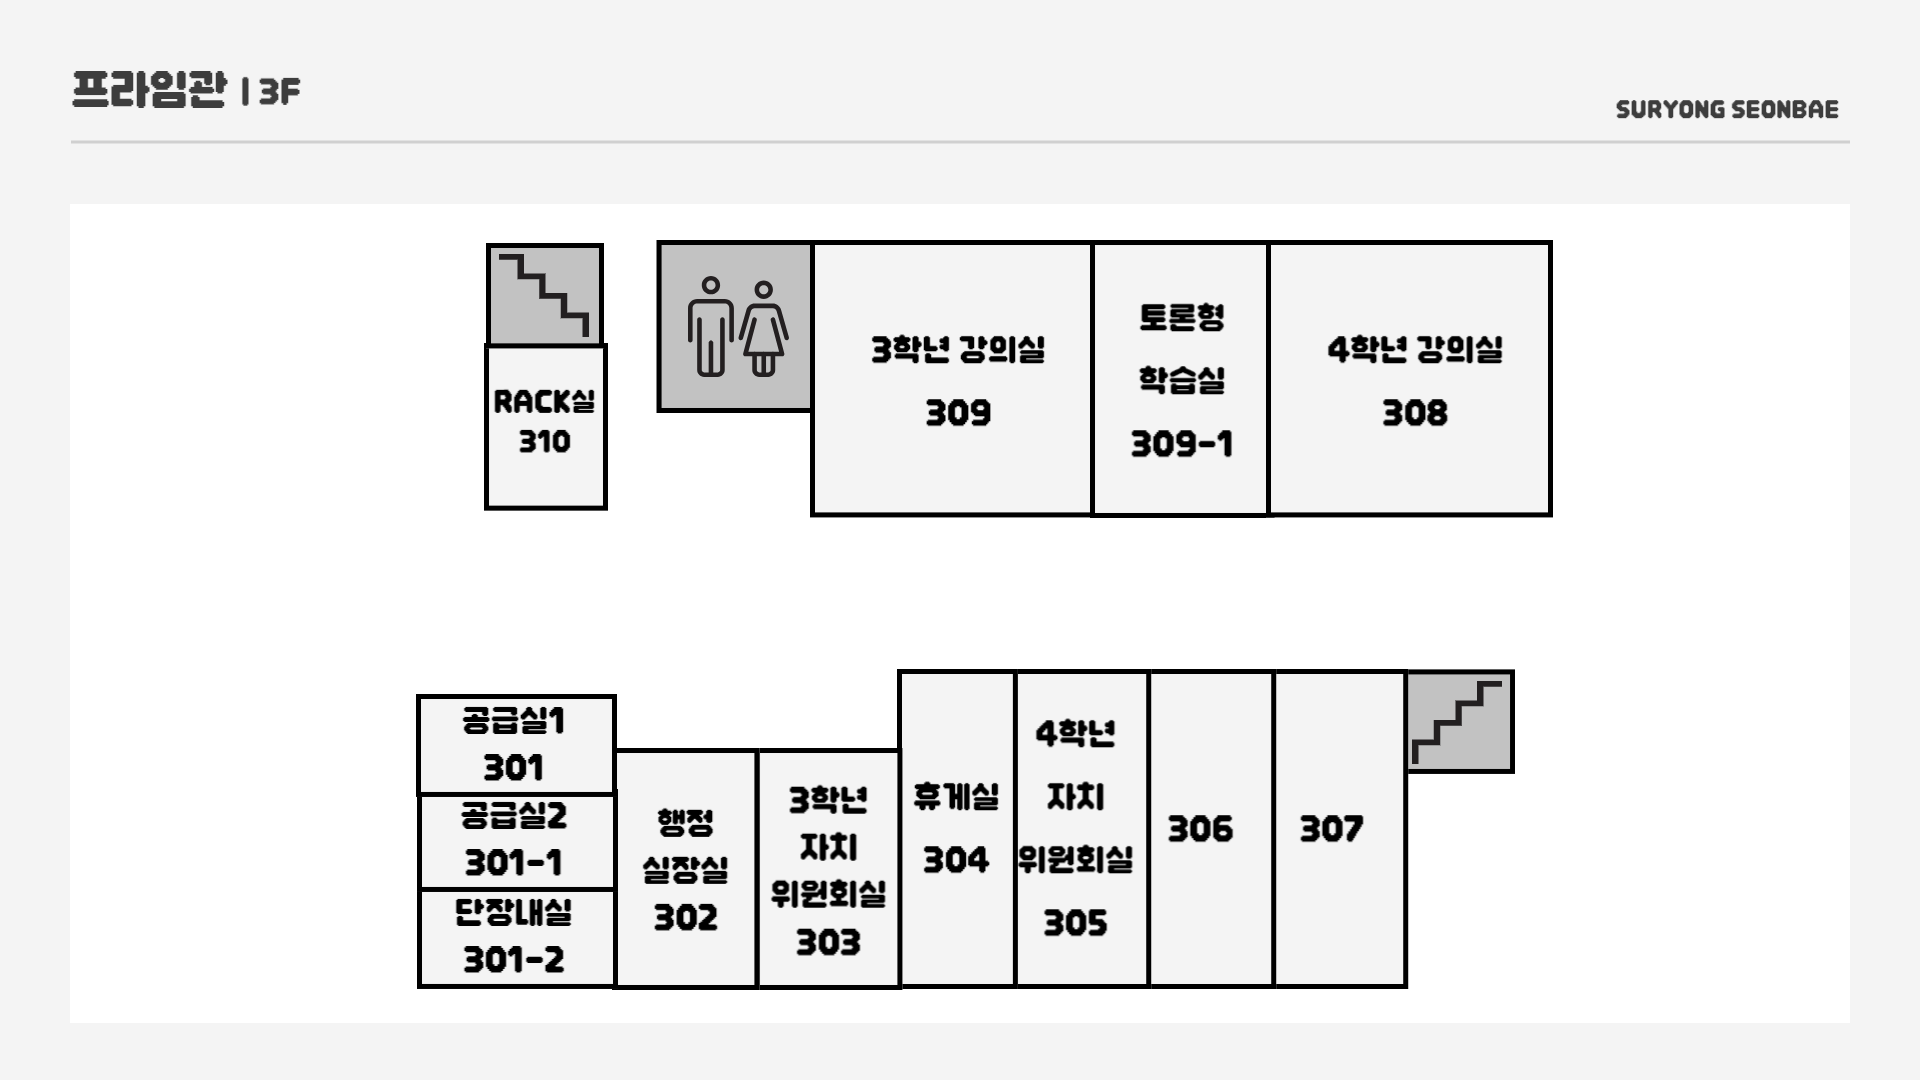 프라임관 | 3F
SURYONG SEONBAE
RACK실
310
3학년 강의실
309
토론형
학습실
309-1
4학년 강의실
308
공급실1
301
공급실2
301-1
단장내실
301-2
행정
실장실
302
3학년
자치
위원회실
303
휴게실
304
4학년
자치
위원회실
305
306
307